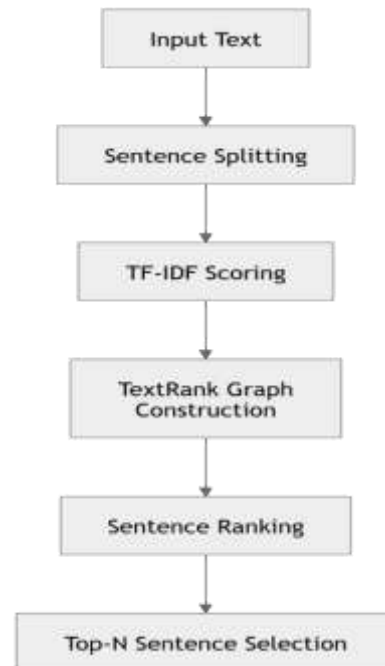 Input Text
Sentence Splitting
TF-IDF Scoring
TextRank Graph
Construction
Sentence Ranking
Top-N Sentence Selection